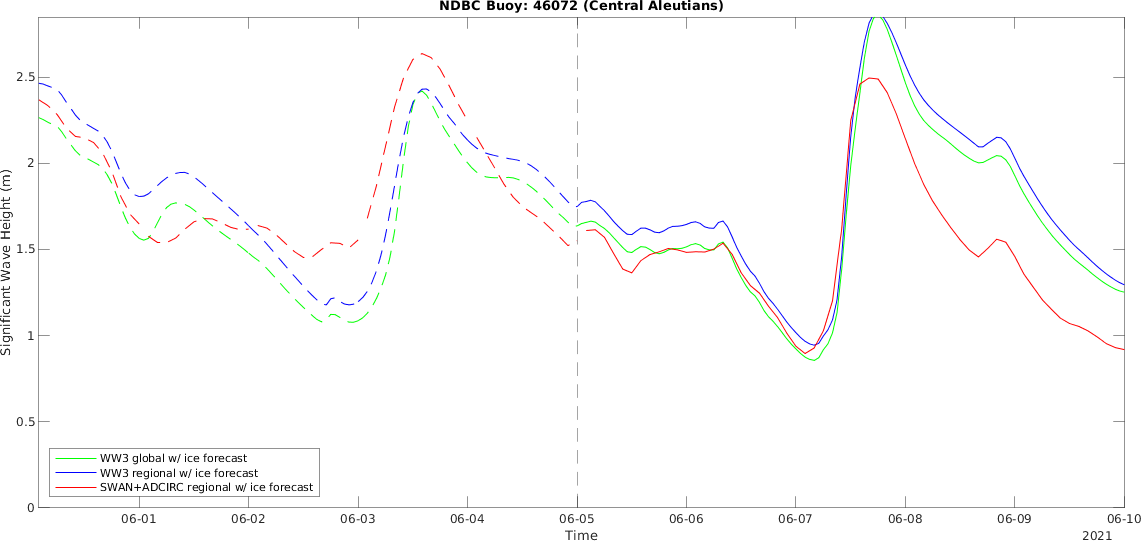 NDBC Buoy: 46072 (Central Aleutians)
2.5
2
1.5
1
0.5
0
Significant Wave Height (m)
WW3 global w/ ice forecast
WW3 regional w/ ice forecast
SWAN+ADCIRC regional w/ ice forecast
06-01 06-02 06-03 06-04 06-05 06-06 06-07 06-08 06-09 06-10
Time
2021